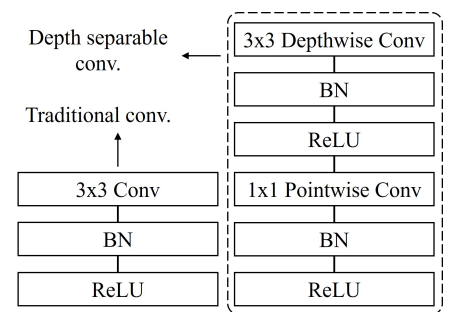 Depth separable
conv.
Traditional conv.
3x3 Conv
BN
ReLU
3x3 Depthwise Conv
BN
ReLU
1x1 Pointwise Conv
BN
ReLU